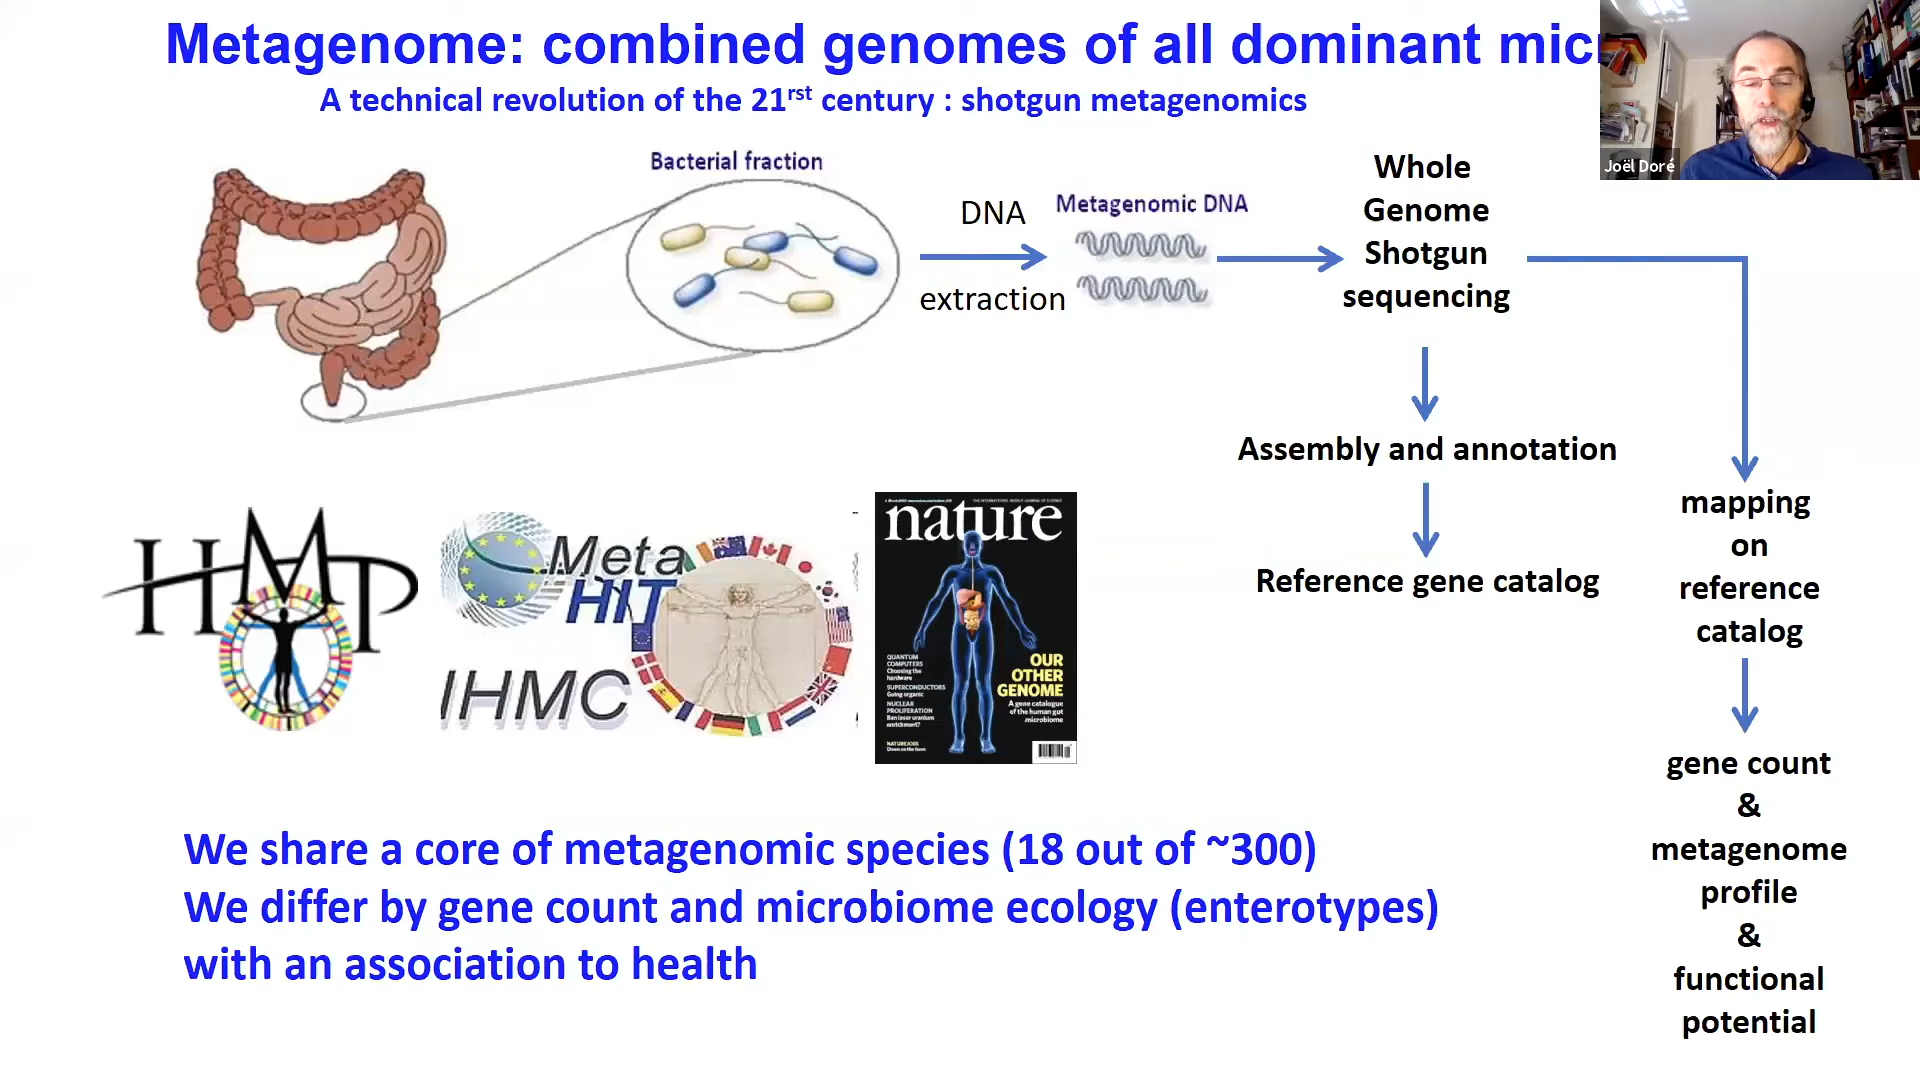 Metagenome: combined genomes of all dominant mic
A technical revolution of the 21rst century : shotgun metagenomics
Joël Doré
Bacterial fraction
DNA
extraction
Metagenomic DNA
Whole
Genome
Shotgun
sequencing
Assembly and annotation
Reference gene catalog
mapping
on
reference
catalog
gene count
&
metagenome
profile
&
functional
potential
HMP
Meta
HIT
IHMC
nature
QUANTUM
COMPUTERS
Choosing the
hardware
SUPERCONDUCTORS
Going organic
NUCLEAR
PROLIFERATION
Ban laser uranium
enrichment?
NATUREJOBS
OUR
OTHER
GENOME
A gene catalogue
of the human gut
microbiome
We share a core of metagenomic species (18 out of ~300)
We differ by gene count and microbiome ecology (enterotypes)
with an association to health